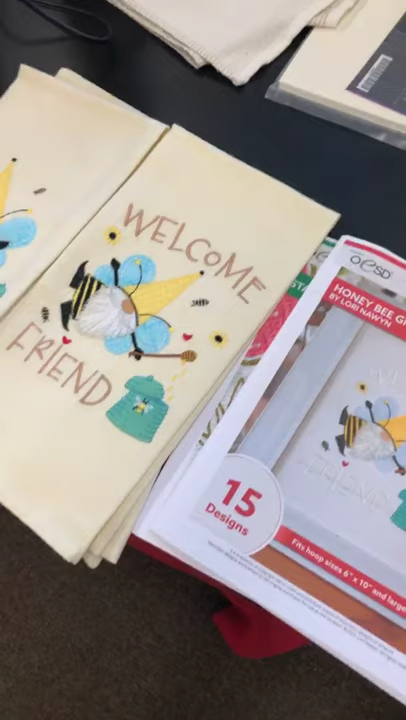 WELCOME
FRIEND
OESD
HONEY BEE G
BY LORI NAWYN
15
Designs
Fits hoop sizes 6" x 10" and large
FRIEND